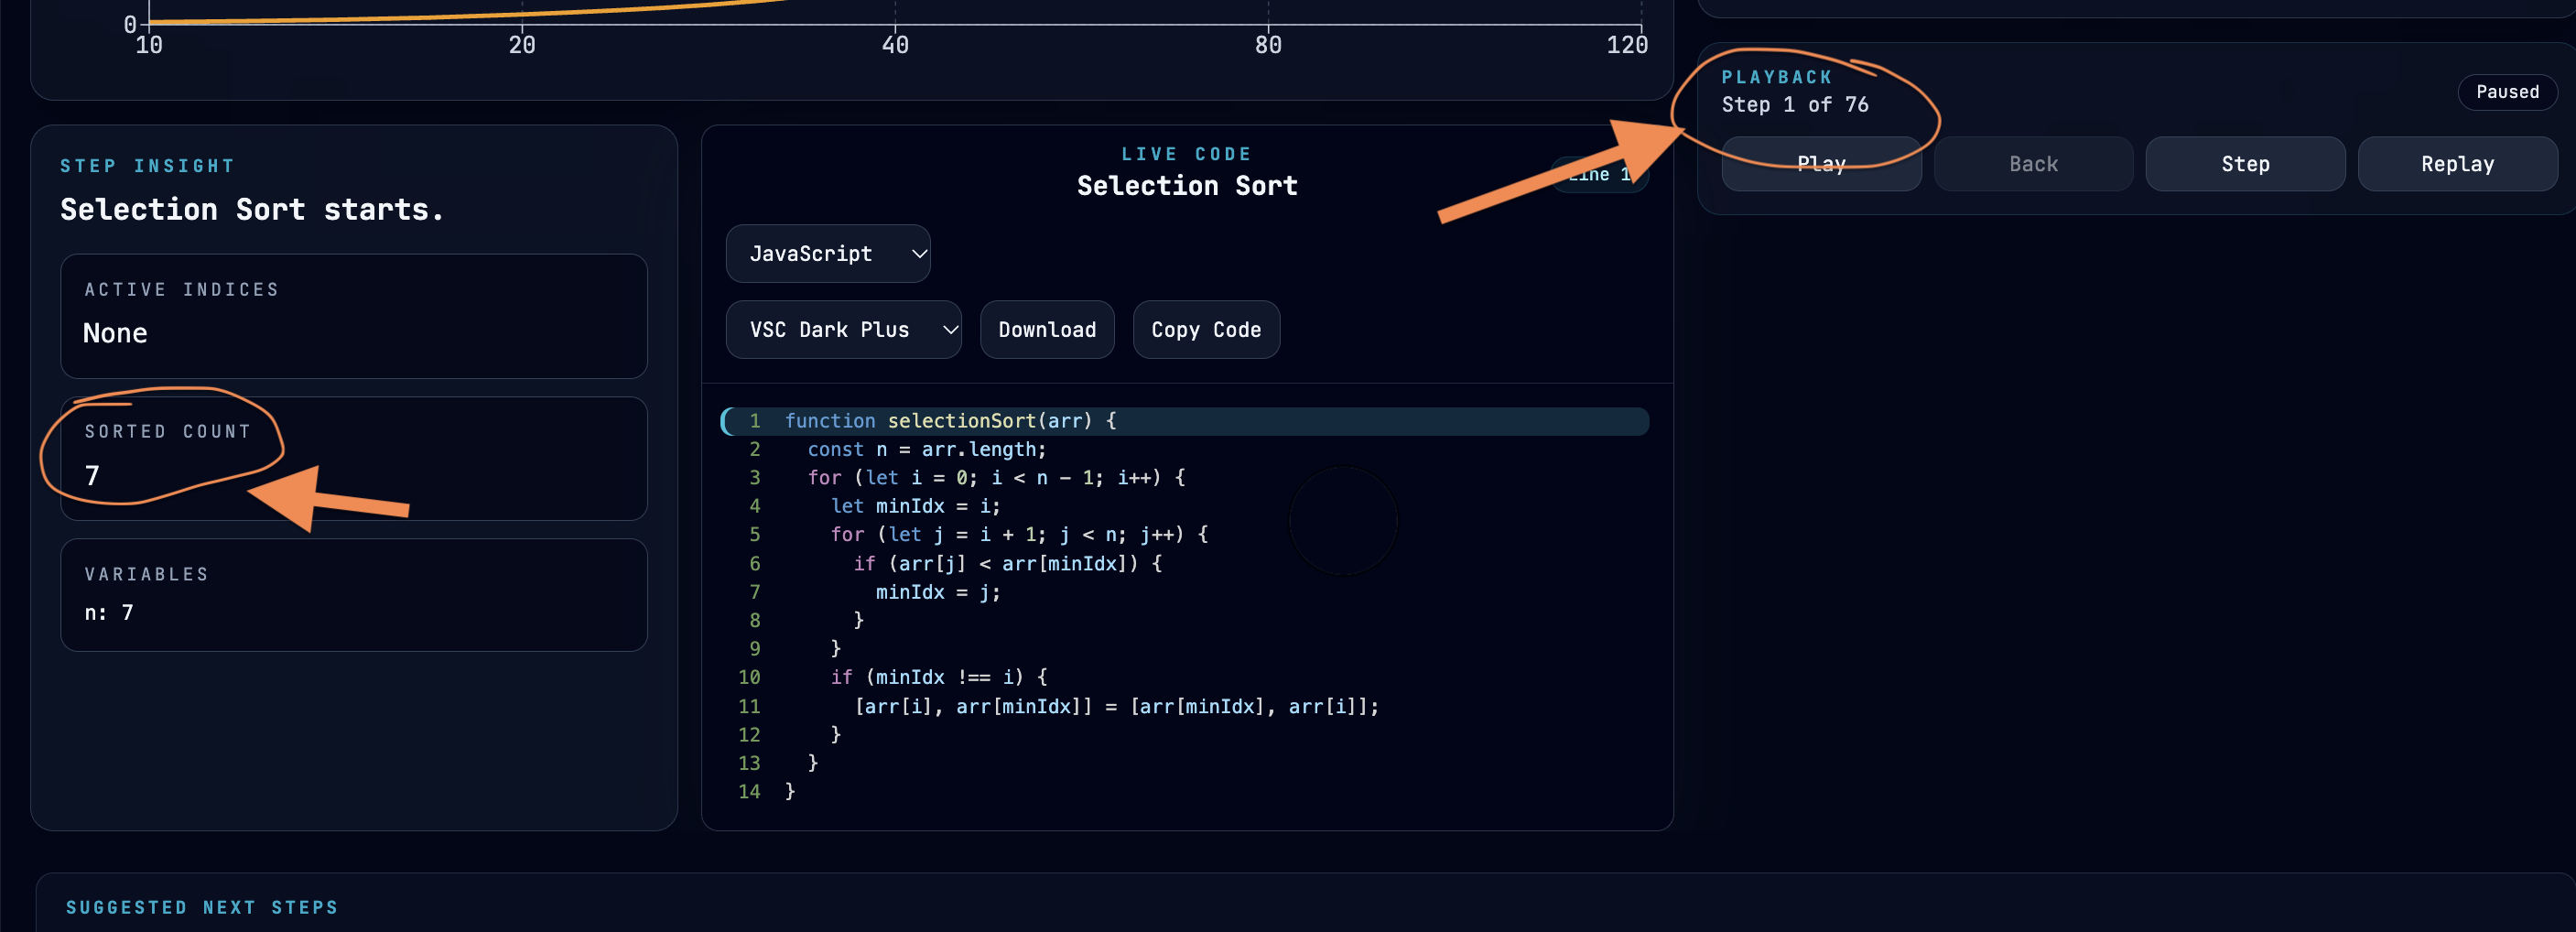 0
10 20 40 80 120
PLAYBACK
Step 1 of 76
Paused
Play Back Step Replay
STEP INSIGHT
Selection Sort starts.
ACTIVE INDICES
None
SORTED COUNT
7
VARIABLES
n: 7
LIVE CODE
Selection Sort
Line 1
JavaScript
VSC Dark Plus Download Copy Code
1 function selectionSort(arr) {
2 const n = arr.length;
3 for (let i = 0; i < n - 1; i++) {
4 let minIdx = i;
5 for (let j = i + 1; j < n; j++) {
6 if (arr[j] < arr[minIdx]) {
7 minIdx = j;
8 }
9 }
10 if (minIdx !== i) {
11 [arr[i], arr[minIdx]] = [arr[minIdx], arr[i]];
12 }
13 }
14 }
SUGGESTED NEXT STEPS